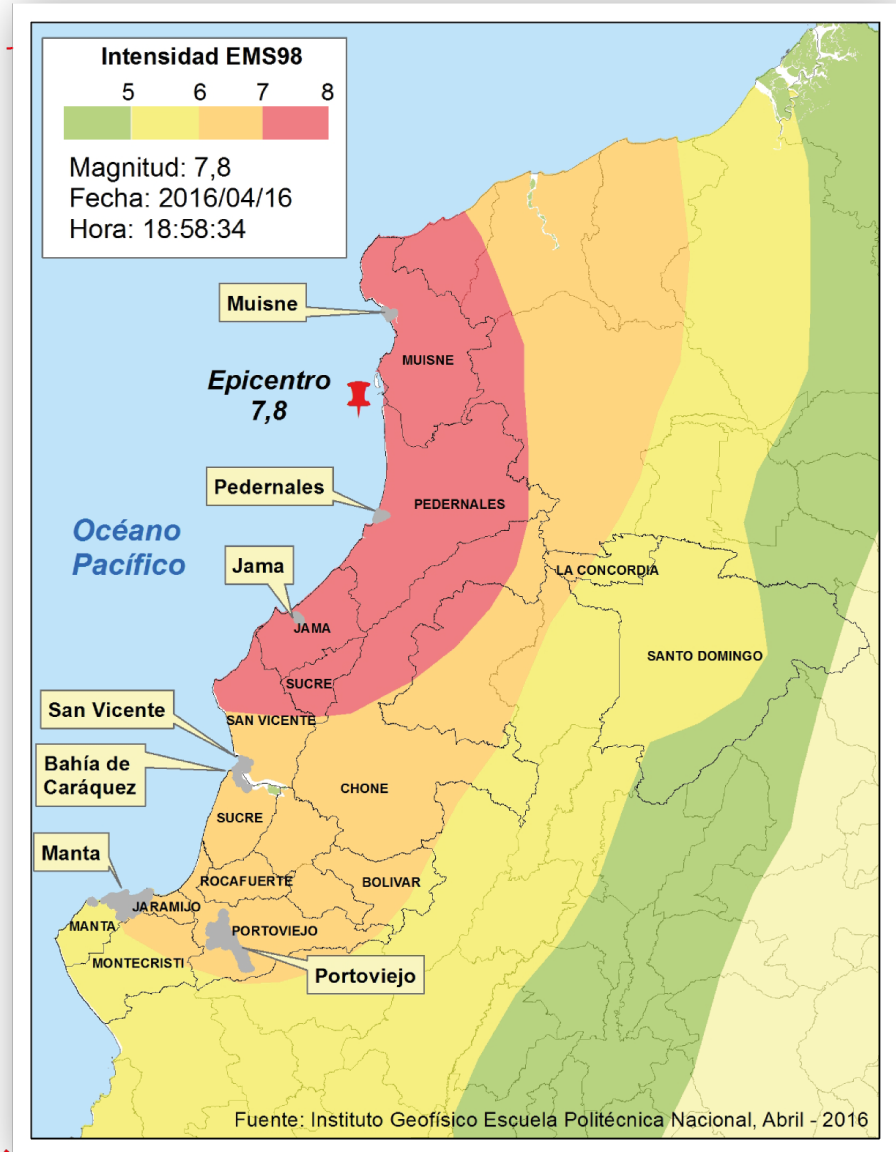 Intensidad EMS98
5 6 7 8
Magnitud: 7,8
Fecha: 2016/04/16
Hora: 18:58:34
Muisne
MUISNE
Epicentro
7,8
Pedernales
PEDERNALES
Océano
Pacífico
Jama
LA CONCORDIA
JAMA
SANTO DOMINGO
SUCRE
San Vicente
SAN VICENTE
Bahía de
Caráquez
CHONE
SUCRE
Manta
ROCAFUERTE
BOLIVAR
JARAMIJO
MANTA
PORTOVIEJO
MONTECRISTI
Portoviejo
Fuente: Instituto Geofísico Escuela Politécnica Nacional, Abril - 2016